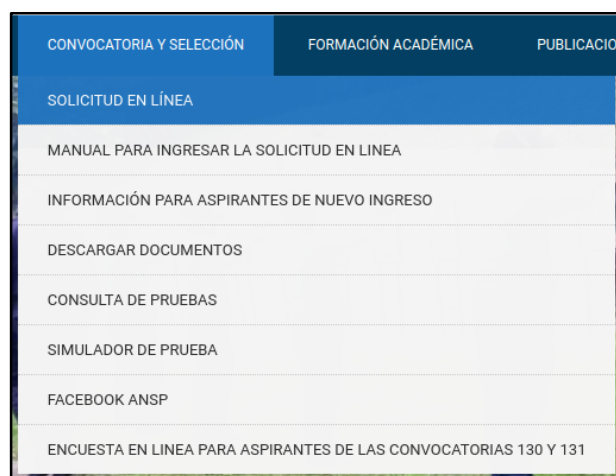 CONVOCATORIA Y SELECCIÓN FORMACIÓN ACADÉMICA PUBLICACIO
SOLICITUD EN LÍNEA
MANUAL PARA INGRESAR LA SOLICITUD EN LINEA
INFORMACIÓN PARA ASPIRANTES DE NUEVO INGRESO
DESCARGAR DOCUMENTOS
CONSULTA DE PRUEBAS
SIMULADOR DE PRUEBA
FACEBOOK ANSP
ENCUESTA EN LINEA PARA ASPIRANTES DE LAS CONVOCATORIAS 130 Y 131